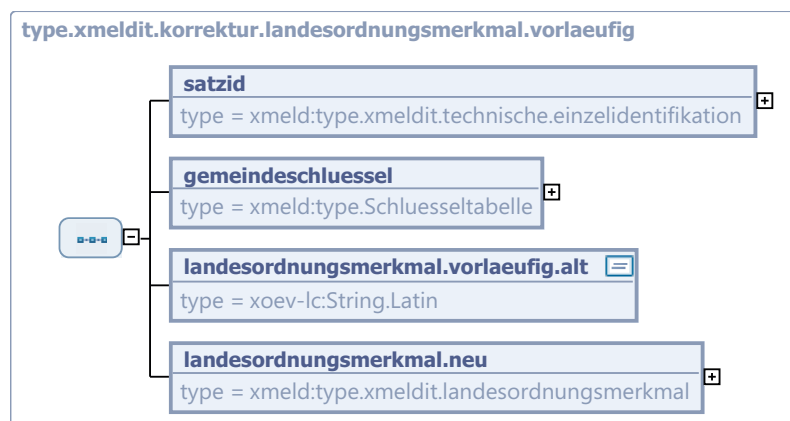 type.xmeldit.korrektur.landesordnungsmerkmal.vorlaeufig
satzid
type = xmeld:type.xmeldit.technische.einzelidentifikation
gemeindeschluessel
type = xmeld:type.Schluesseltabelle
landesordnungsmerkmal.vorlaeufig.alt
type = xoev-lc:String.Latin
landesordnungsmerkmal.neu
type = xmeld:type.xmeldit.landesordnungsmerkmal